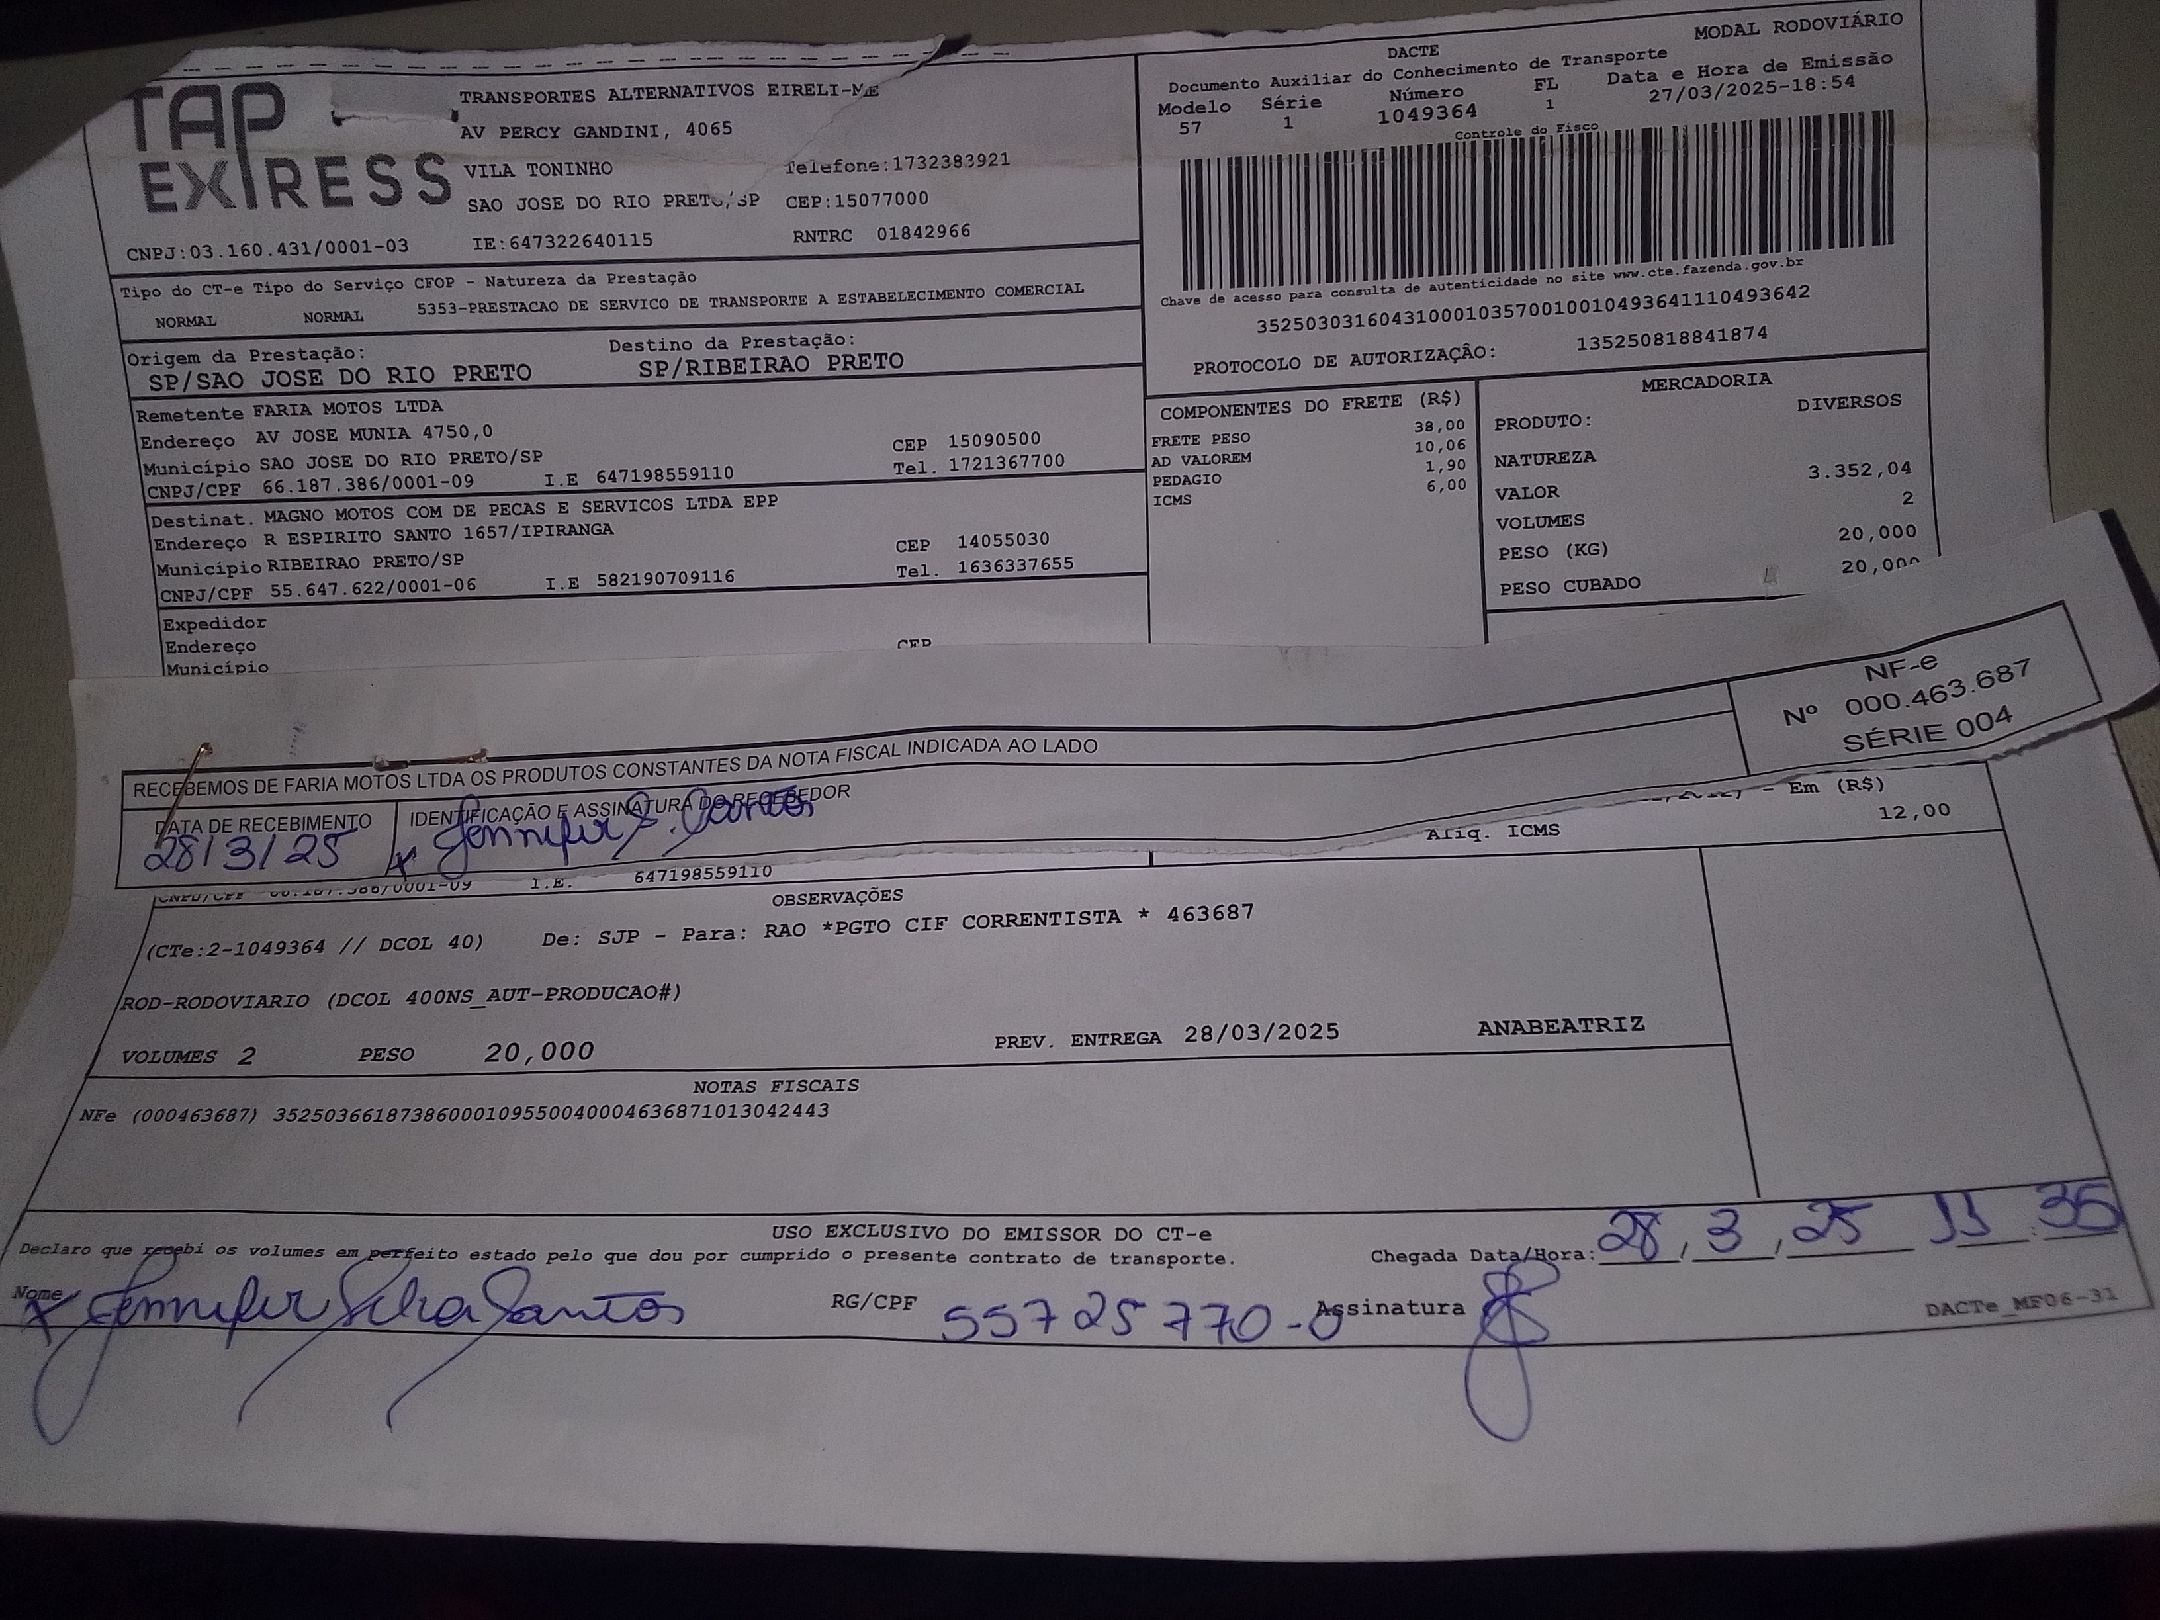 TAP EXPRESS
TRANSPORTES ALTERNATIVOS EIRELI-ME
AV PERCY GANDINI, 4065
VILA TONINHO Telefone:1732383921
SAO JOSE DO RIO PRETO/SP CEP:15077000
CNPJ:03.160.431/0001-03 IE:647322640115 RNTRC 01842966
Tipo do CT-e Tipo do Serviço CFOP - Natureza da Prestação
NORMAL NORMAL 5353-PRESTACAO DE SERVICO DE TRANSPORTE A ESTABELECIMENTO COMERCIAL
Origem da Prestação: Destino da Prestação:
SP/SAO JOSE DO RIO PRETO SP/RIBEIRAO PRETO
Remetente FARIA MOTOS LTDA
Endereço AV JOSE MUNIA 4750,0 CEP 15090500
Município SAO JOSE DO RIO PRETO/SP Tel. 1721367700
CNPJ/CPF 66.187.386/0001-09 I.E 647198559110
Destinat. MAGNO MOTOS COM DE PECAS E SERVICOS LTDA EPP
Endereço R ESPIRITO SANTO 1657/IPIRANGA CEP 14055030
Município RIBEIRAO PRETO/SP Tel. 1636337655
CNPJ/CPF 55.647.622/0001-06 I.E 582190709116
Expedidor
Endereço CEP
Município
MODAL RODOVIÁRIO
DACTE
Documento Auxiliar do Conhecimento de Transporte
Modelo Série Número FL Data e Hora de Emissão
57 1 1049364 1 27/03/2025-18:54
Controle do Fisco
Chave de acesso para consulta de autenticidade no site www.cte.fazenda.gov.br
35250303160431000103570010010493641110493642
PROTOCOLO DE AUTORIZAÇÃO: 135250818841874
COMPONENTES DO FRETE (R$)
FRETE PESO 38,00
AD VALOREM 10,06
PEDAGIO 1,90
ICMS 6,00
MERCADORIA
PRODUTO: DIVERSOS
NATUREZA
VALOR 3.352,04
VOLUMES 2
PESO (KG) 20,000
PESO CUBADO 20,000
NF-e
Nº 000.463.687
SÉRIE 004
RECEBEMOS DE FARIA MOTOS LTDA OS PRODUTOS CONSTANTES DA NOTA FISCAL INDICADA AO LADO
DATA DE RECEBIMENTO IDENTIFICAÇÃO E ASSINATURA DO RECEBEDOR
28/3/25 x Jennifer S. Santos
- Em (R$)
Aliq. ICMS 12,00
CNPJ/CPF 66.187.386/0001-09 I.E. 647198559110
OBSERVAÇÕES
(CTe:2-1049364 // DCOL 40) De: SJP - Para: RAO *PGTO CIF CORRENTISTA * 463687
ROD-RODOVIARIO (DCOL 400NS_AUT-PRODUCAO#)
VOLUMES 2 PESO 20,000 PREV. ENTREGA 28/03/2025 ANABEATRIZ
NOTAS FISCAIS
NFe (000463687) 35250366187386000109550040004636871013042443
USO EXCLUSIVO DO EMISSOR DO CT-e
Declaro que recebi os volumes em perfeito estado pelo que dou por cumprido o presente contrato de transporte. Chegada Data/Hora: 28, 3, 25 11:35
Nome x Jennifer Silva Santos RG/CPF 55725770-0 Assinatura
DACTe_MF06-31